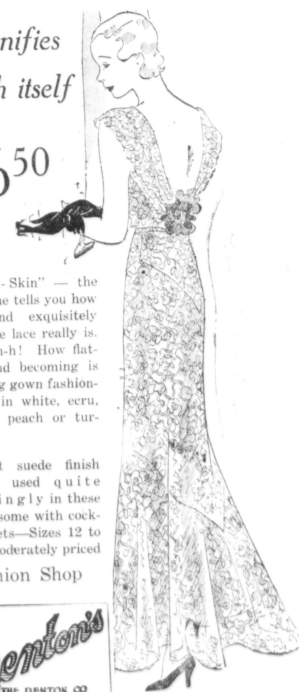 nifies
h itself
50
-Skin" — the
e tells you how
nd exquisitely
e lace really is.
h-h! How flat-
nd becoming is
g gown fashion-
in white, ecru,
peach or tur-
t suede finish
used quite
ingly in these
some with cock-
ets—Sizes 12 to
oderately priced
nion Shop
enton's
THE DENTON CO